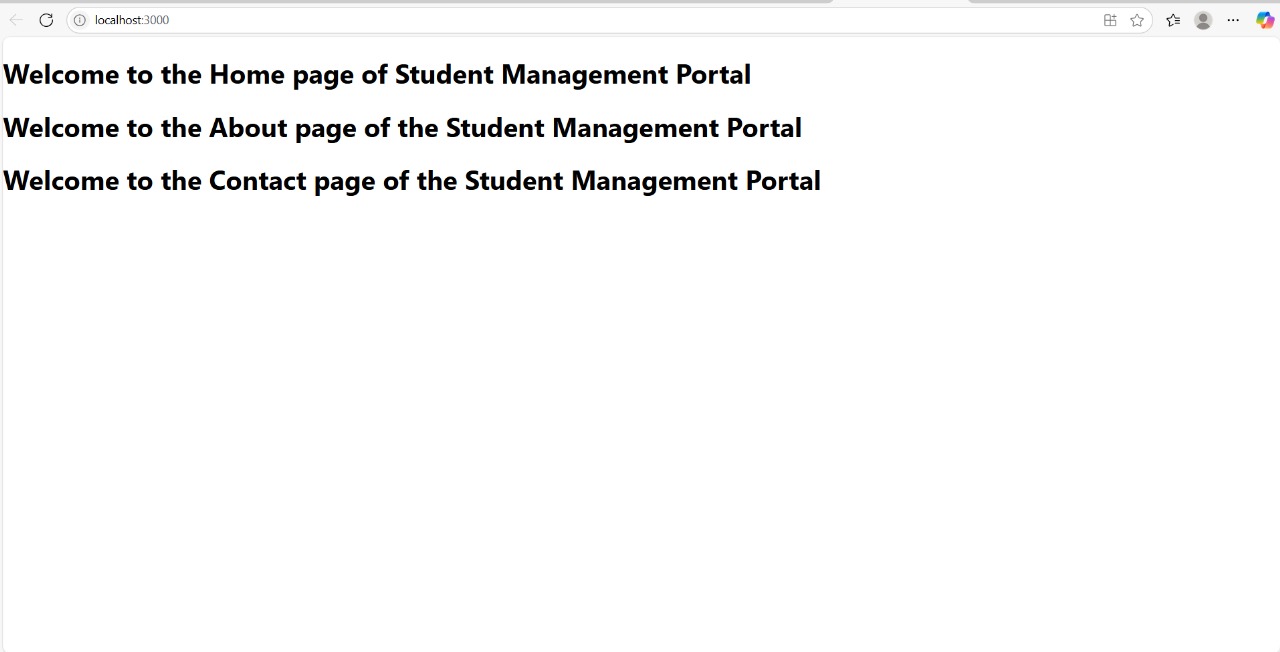 localhost:3000
Welcome to the Home page of Student Management Portal
Welcome to the About page of the Student Management Portal
Welcome to the Contact page of the Student Management Portal